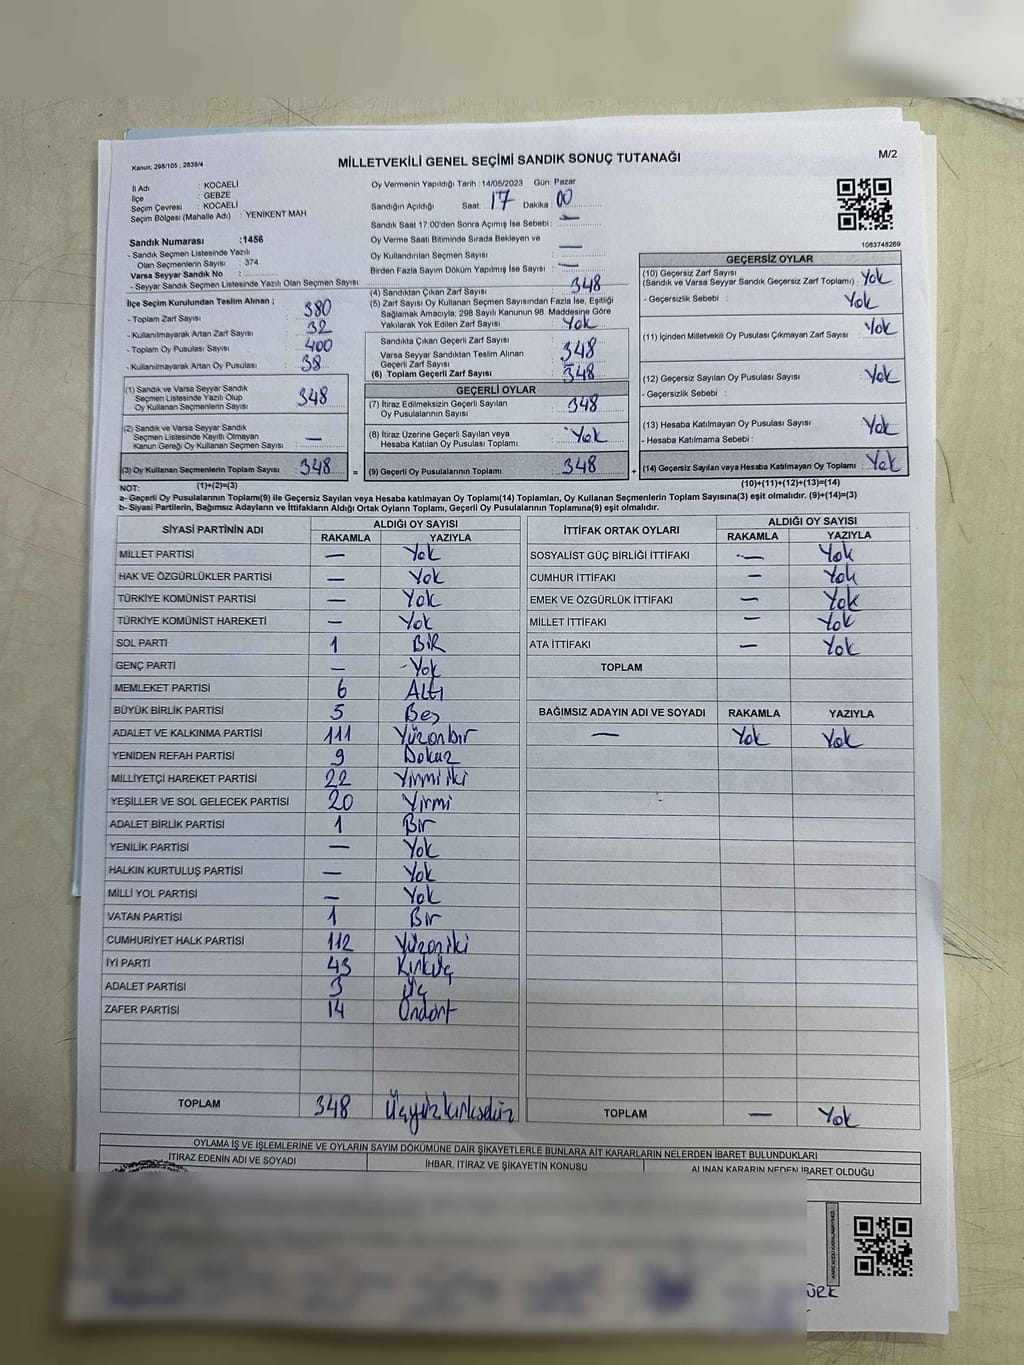 Kanun: 298/105 , 2839/4
MİLLETVEKİLİ GENEL SEÇİMİ SANDIK SONUÇ TUTANAĞI
M/2
İl Adı : KOCAELİ
İlçe : GEBZE
Seçim Çevresi : KOCAELİ
Seçim Bölgesi (Mahalle Adı) : YENİKENT MAH
Sandık Numarası :1456
- Sandık Seçmen Listesinde Yazılı
Olan Seçmenlerin Sayısı : 374
Varsa Seyyar Sandık No :
- Seyyar Sandık Seçmen Listesinde Yazılı Olan Seçmen Sayısı:
Oy Vermenin Yapıldığı Tarih : 14/05/2023 Gün: Pazar
Sandığın Açıldığı Saat: 17 Dakika: 00
Sandık Saat 17:00'den Sonra Açımış İse Sebebi: —
Oy Verme Saati Bitiminde Sırada Bekleyen ve
Oy Kullandırılan Seçmen Sayısı: —
Birden Fazla Sayım Döküm Yapılmış İse Sayısı : —
1063748269
İlçe Seçim Kurulundan Teslim Alınan ;
- Toplam Zarf Sayısı : 380
- Kullanılmayarak Artan Zarf Sayısı : 32
- Toplam Oy Pusulası Sayısı : 400
- Kullanılmayarak Artan Oy Pusulası : 38
(1) Sandık ve Varsa Seyyar Sandık
Seçmen Listesinde Yazılı Olup
Oy Kullanan Seçmenlerin Sayısı : 348
(2) Sandık ve Varsa Seyyar Sandık
Seçmen Listesinde Kayıtlı Olmayan
Kanun Gereği Oy Kullanan Seçmen Sayısı : —
(3) Oy Kullanan Seçmenlerin Toplam Sayısı : 348 =
(4) Sandıktan Çıkan Zarf Sayısı : 348
(5) Zarf Sayısı Oy Kullanan Seçmen Sayısından Fazla İse, Eşitliği
Sağlamak Amacıyla; 298 Sayılı Kanunun 98. Maddesine Göre
Yakılarak Yok Edilen Zarf Sayısı : Yok
Sandıkta Çıkan Geçerli Zarf Sayısı : 348
Varsa Seyyar Sandıktan Teslim Alınan
Geçerli Zarf Sayısı
(6) Toplam Geçerli Zarf Sayısı : 348
GEÇERLİ OYLAR
(7) İtiraz Edilmeksizin Geçerli Sayılan
Oy Pusulalarının Sayısı : 348
(8) İtiraz Üzerine Geçerli Sayılan veya
Hesaba Katılan Oy Pusulası Toplamı : Yok
(9) Geçerli Oy Pusulalarının Toplamı : 348 +
GEÇERSİZ OYLAR
(10) Geçersiz Zarf Sayısı
(Sandık ve Varsa Seyyar Sandık Geçersiz Zarf Toplamı) : Yok
- Geçersizlik Sebebi : Yok
(11) İçinden Milletvekili Oy Pusulası Çıkmayan Zarf Sayısı : Yok
(12) Geçersiz Sayılan Oy Pusulası Sayısı : Yok
- Geçersizlik Sebebi :
(13) Hesaba Katılmayan Oy Pusulası Sayısı : Yok
- Hesaba Katılmama Sebebi :
(14) Geçersiz Sayılan veya Hesaba Katılmayan Oy Toplamı : Yok
NOT: (1)+(2)=(3) (10)+(11)+(12)+(13)=(14)
a- Geçerli Oy Pusulalarının Toplamı(9) ile Geçersiz Sayılan veya Hesaba katılmayan Oy Toplamı(14) Toplamları, Oy Kullanan Seçmenlerin Toplam Sayısına(3) eşit olmalıdır. (9)+(14)=(3)
b- Siyasi Partilerin, Bağımsız Adayların ve İttifakların Aldığı Ortak Oyların Toplamı, Geçerli Oy Pusulalarının Toplamına(9) eşit olmalıdır.
SİYASİ PARTİNİN ADI ALDIĞI OY SAYISI
RAKAMLA YAZIYLA
MİLLET PARTİSİ — Yok
HAK VE ÖZGÜRLÜKLER PARTİSİ — Yok
TÜRKİYE KOMÜNİST PARTİSİ — Yok
TÜRKİYE KOMÜNİST HAREKETİ — Yok
SOL PARTİ 1 BİR
GENÇ PARTİ — Yok
MEMLEKET PARTİSİ 6 Altı
BÜYÜK BİRLİK PARTİSİ 5 Beş
ADALET VE KALKINMA PARTİSİ 111 Yüzonbir
YENİDEN REFAH PARTİSİ 9 Dokuz
MİLLİYETÇİ HAREKET PARTİSİ 22 Yirmi iki
YEŞİLLER VE SOL GELECEK PARTİSİ 20 Yirmi
ADALET BİRLİK PARTİSİ 1 Bir
YENİLİK PARTİSİ — Yok
HALKIN KURTULUŞ PARTİSİ — Yok
MİLLİ YOL PARTİSİ — Yok
VATAN PARTİSİ 1 Bir
CUMHURİYET HALK PARTİSİ 112 Yüzoniki
İYİ PARTİ 43 Kırküç
ADALET PARTİSİ 3 Üç
ZAFER PARTİSİ 14 Ondört
TOPLAM 348 Üçyüzkırksekiz
İTTİFAK ORTAK OYLARI ALDIĞI OY SAYISI
RAKAMLA YAZIYLA
SOSYALİST GÜÇ BİRLİĞİ İTTİFAKI — Yok
CUMHUR İTTİFAKI — Yok
EMEK VE ÖZGÜRLÜK İTTİFAKI — Yok
MİLLET İTTİFAKI — Yok
ATA İTTİFAKI — Yok
TOPLAM
BAĞIMSIZ ADAYIN ADI VE SOYADI RAKAMLA YAZIYLA
— Yok Yok
TOPLAM — Yok
OYLAMA İŞ VE İŞLEMLERİNE VE OYLARIN SAYIM DÖKÜMÜNE DAİR ŞİKAYETLERLE BUNLARA AİT KARARLARIN NELERDEN İBARET BULUNDUKLARI
İTİRAZ EDENİN ADI VE SOYADI İHBAR, İTİRAZ VE ŞİKAYETİN KONUSU ALINAN KARARIN NEDEN İBARET OLDUĞU